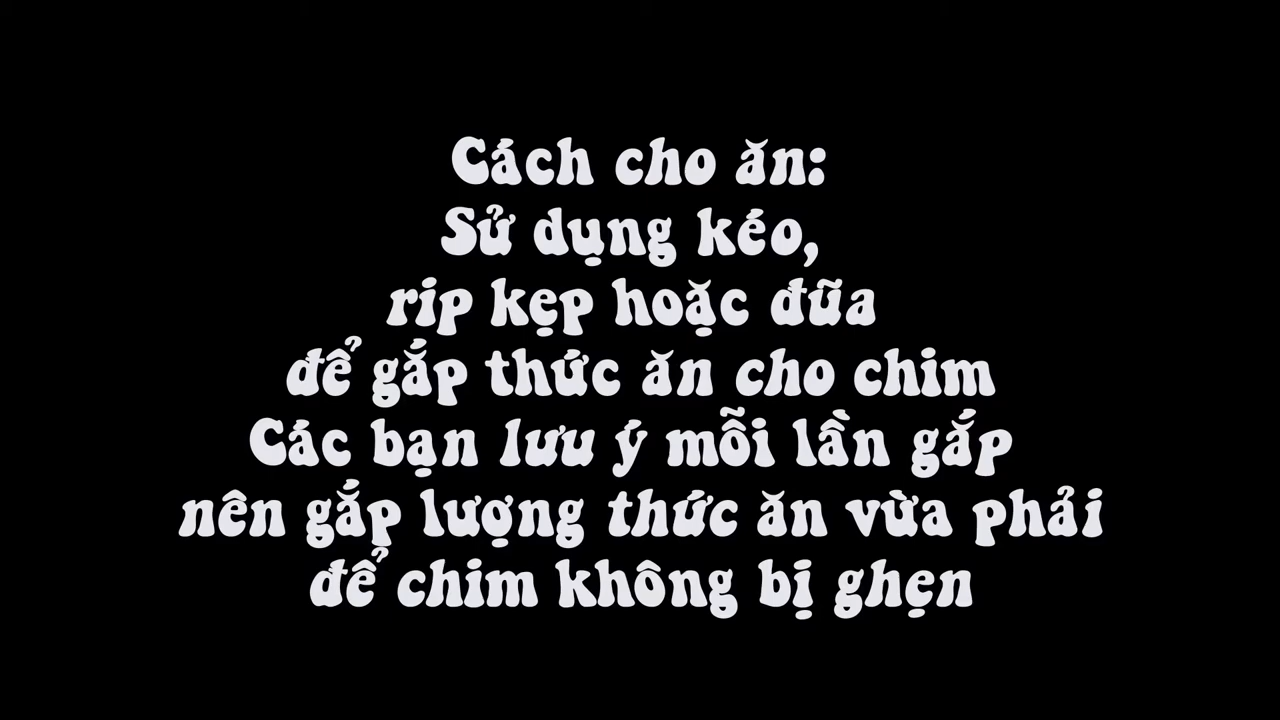 Cách cho ăn:
Sử dụng kéo,
rip kẹp hoặc đũa
để gắp thức ăn cho chim
Các bạn lưu ý mỗi lần gắp
nên gắp lượng thức ăn vừa phải
để chim không bị ghẹn